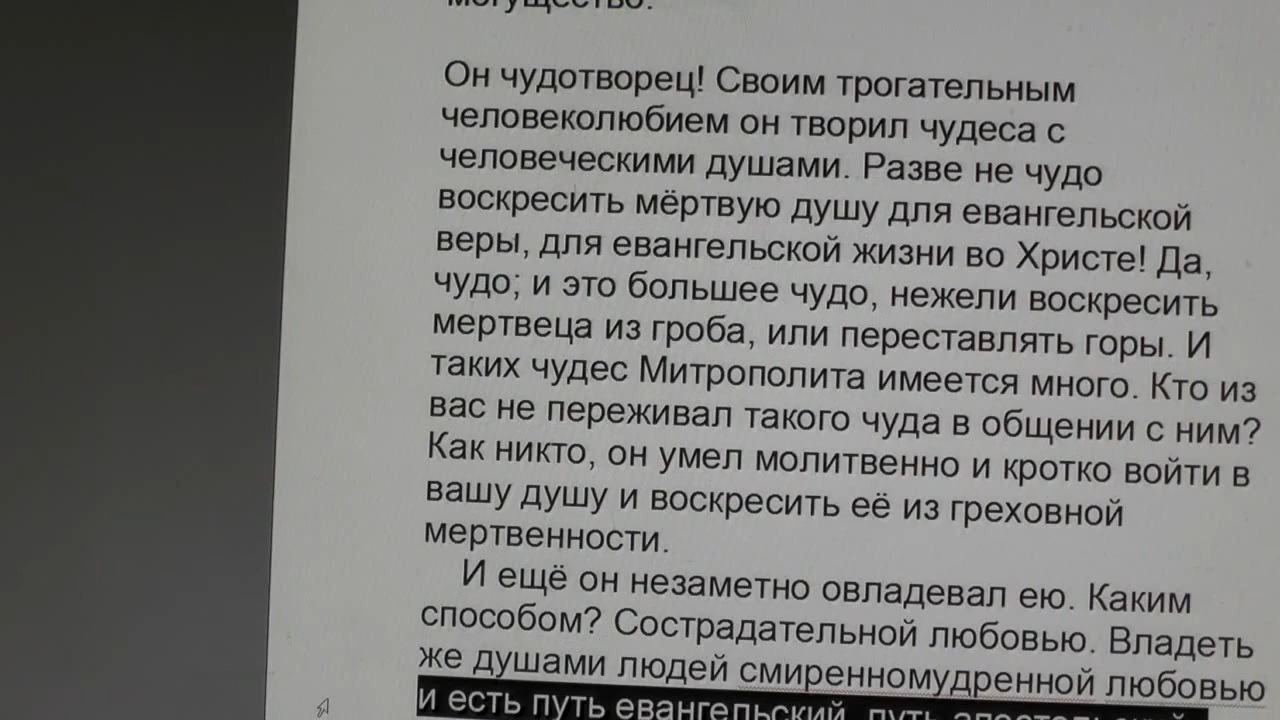 могущество.
Он чудотворец! Своим трогательным
человеколюбием он творил чудеса с
человеческими душами. Разве не чудо
воскресить мёртвую душу для евангельской
веры, для евангельской жизни во Христе! Да,
чудо; и это большее чудо, нежели воскресить
мертвеца из гроба, или переставлять горы. И
таких чудес Митрополита имеется много. Кто из
вас не переживал такого чуда в общении с ним?
Как никто, он умел молитвенно и кротко войти в
вашу душу и воскресить её из греховной
мертвенности.
И ещё он незаметно овладевал ею. Каким
способом? Сострадательной любовью. Владеть
же душами людей смиренномудренной любовью
и есть путь евангельский, путь